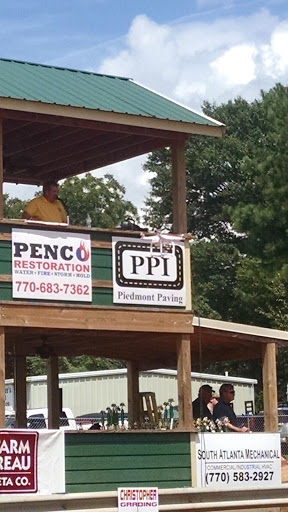 PENCO
RESTORATION
WATER • FIRE • STORM • MOLD
770-683-7362
PPI
Piedmont Paving
ARM
REAU
ETA CO.
SOUTH ATLANTA MECHANICAL
COMMERCIAL/INDUSTRIAL HVAC
(770) 583-2927
CHRISTOPHER
GRADING